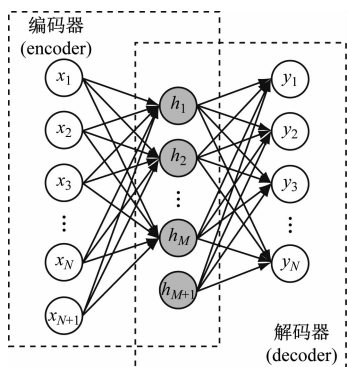 编码器
(encoder)
x1
x2
x3
⋮
xN
xN+1
h1
h2
⋮
hM
hM+1
y1
y2
y3
⋮
yN
解码器
(decoder)